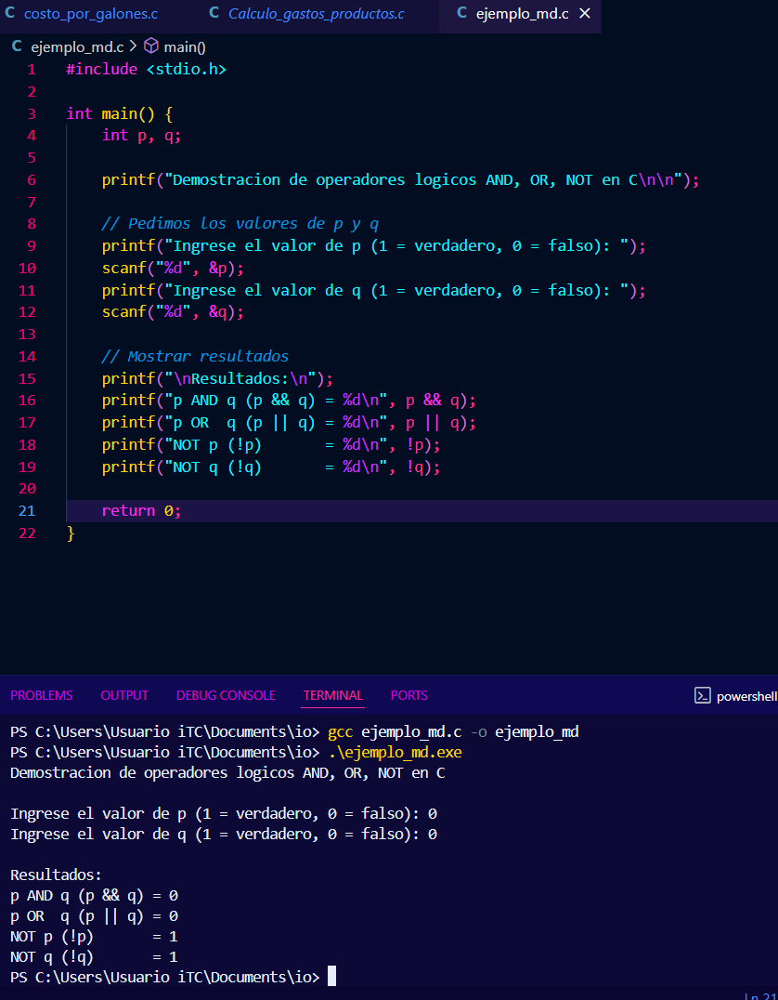 C costo_por_galones.c C Calculo_gastos_productos.c C ejemplo_md.c ✕
C ejemplo_md.c > main()
1 #include <stdio.h>
2
3 int main() {
4     int p, q;
5
6     printf("Demostracion de operadores logicos AND, OR, NOT en C\n\n");
7
8     // Pedimos los valores de p y q
9     printf("Ingrese el valor de p (1 = verdadero, 0 = falso): ");
10     scanf("%d", &p);
11     printf("Ingrese el valor de q (1 = verdadero, 0 = falso): ");
12     scanf("%d", &q);
13
14     // Mostrar resultados
15     printf("\nResultados:\n");
16     printf("p AND q (p && q) = %d\n", p && q);
17     printf("p OR  q (p || q) = %d\n", p || q);
18     printf("NOT p (!p)       = %d\n", !p);
19     printf("NOT q (!q)       = %d\n", !q);
20
21     return 0;
22 }
PROBLEMS OUTPUT DEBUG CONSOLE TERMINAL PORTS powershell
PS C:\Users\Usuario iTC\Documents\io> gcc ejemplo_md.c -o ejemplo_md
PS C:\Users\Usuario iTC\Documents\io> .\ejemplo_md.exe
Demostracion de operadores logicos AND, OR, NOT en C

Ingrese el valor de p (1 = verdadero, 0 = falso): 0
Ingrese el valor de q (1 = verdadero, 0 = falso): 0

Resultados:
p AND q (p && q) = 0
p OR  q (p || q) = 0
NOT p (!p)       = 1
NOT q (!q)       = 1
PS C:\Users\Usuario iTC\Documents\io>
Ln 21